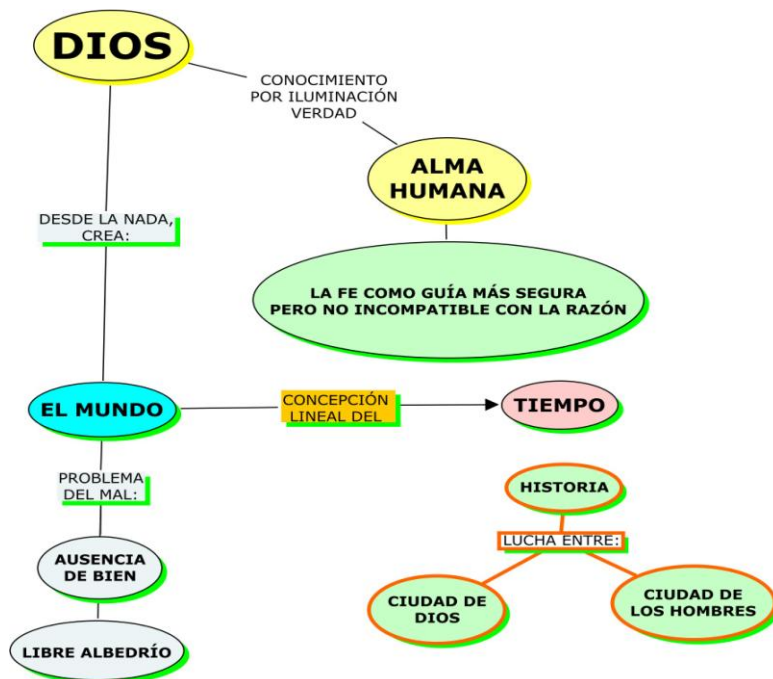 DIOS
CONOCIMIENTO
POR ILUMINACIÓN
VERDAD
ALMA
HUMANA
DESDE LA NADA,
CREA:
LA FE COMO GUÍA MÁS SEGURA
PERO NO INCOMPATIBLE CON LA RAZÓN
EL MUNDO
CONCEPCIÓN
LINEAL DEL
TIEMPO
PROBLEMA
DEL MAL:
HISTORIA
LUCHA ENTRE:
AUSENCIA
DE BIEN
CIUDAD DE
DIOS
CIUDAD DE
LOS HOMBRES
LIBRE ALBEDRÍO